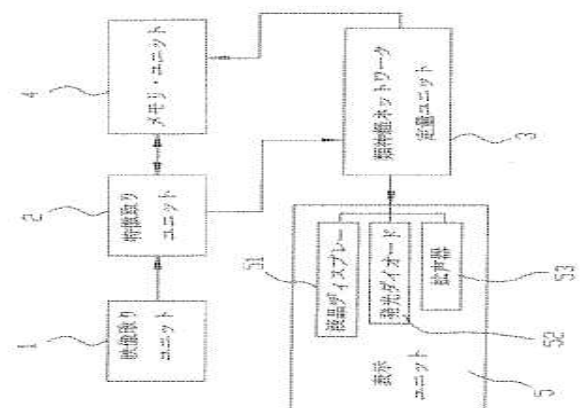 1
映像取り
ユニット
2
特徴取り
ユニット
4
メモリ・ユニット
類神経ネットワーク
定量ユニット
3
51
液晶ディスプレー
発光ダイオード
52
53
表示
ユニット
5